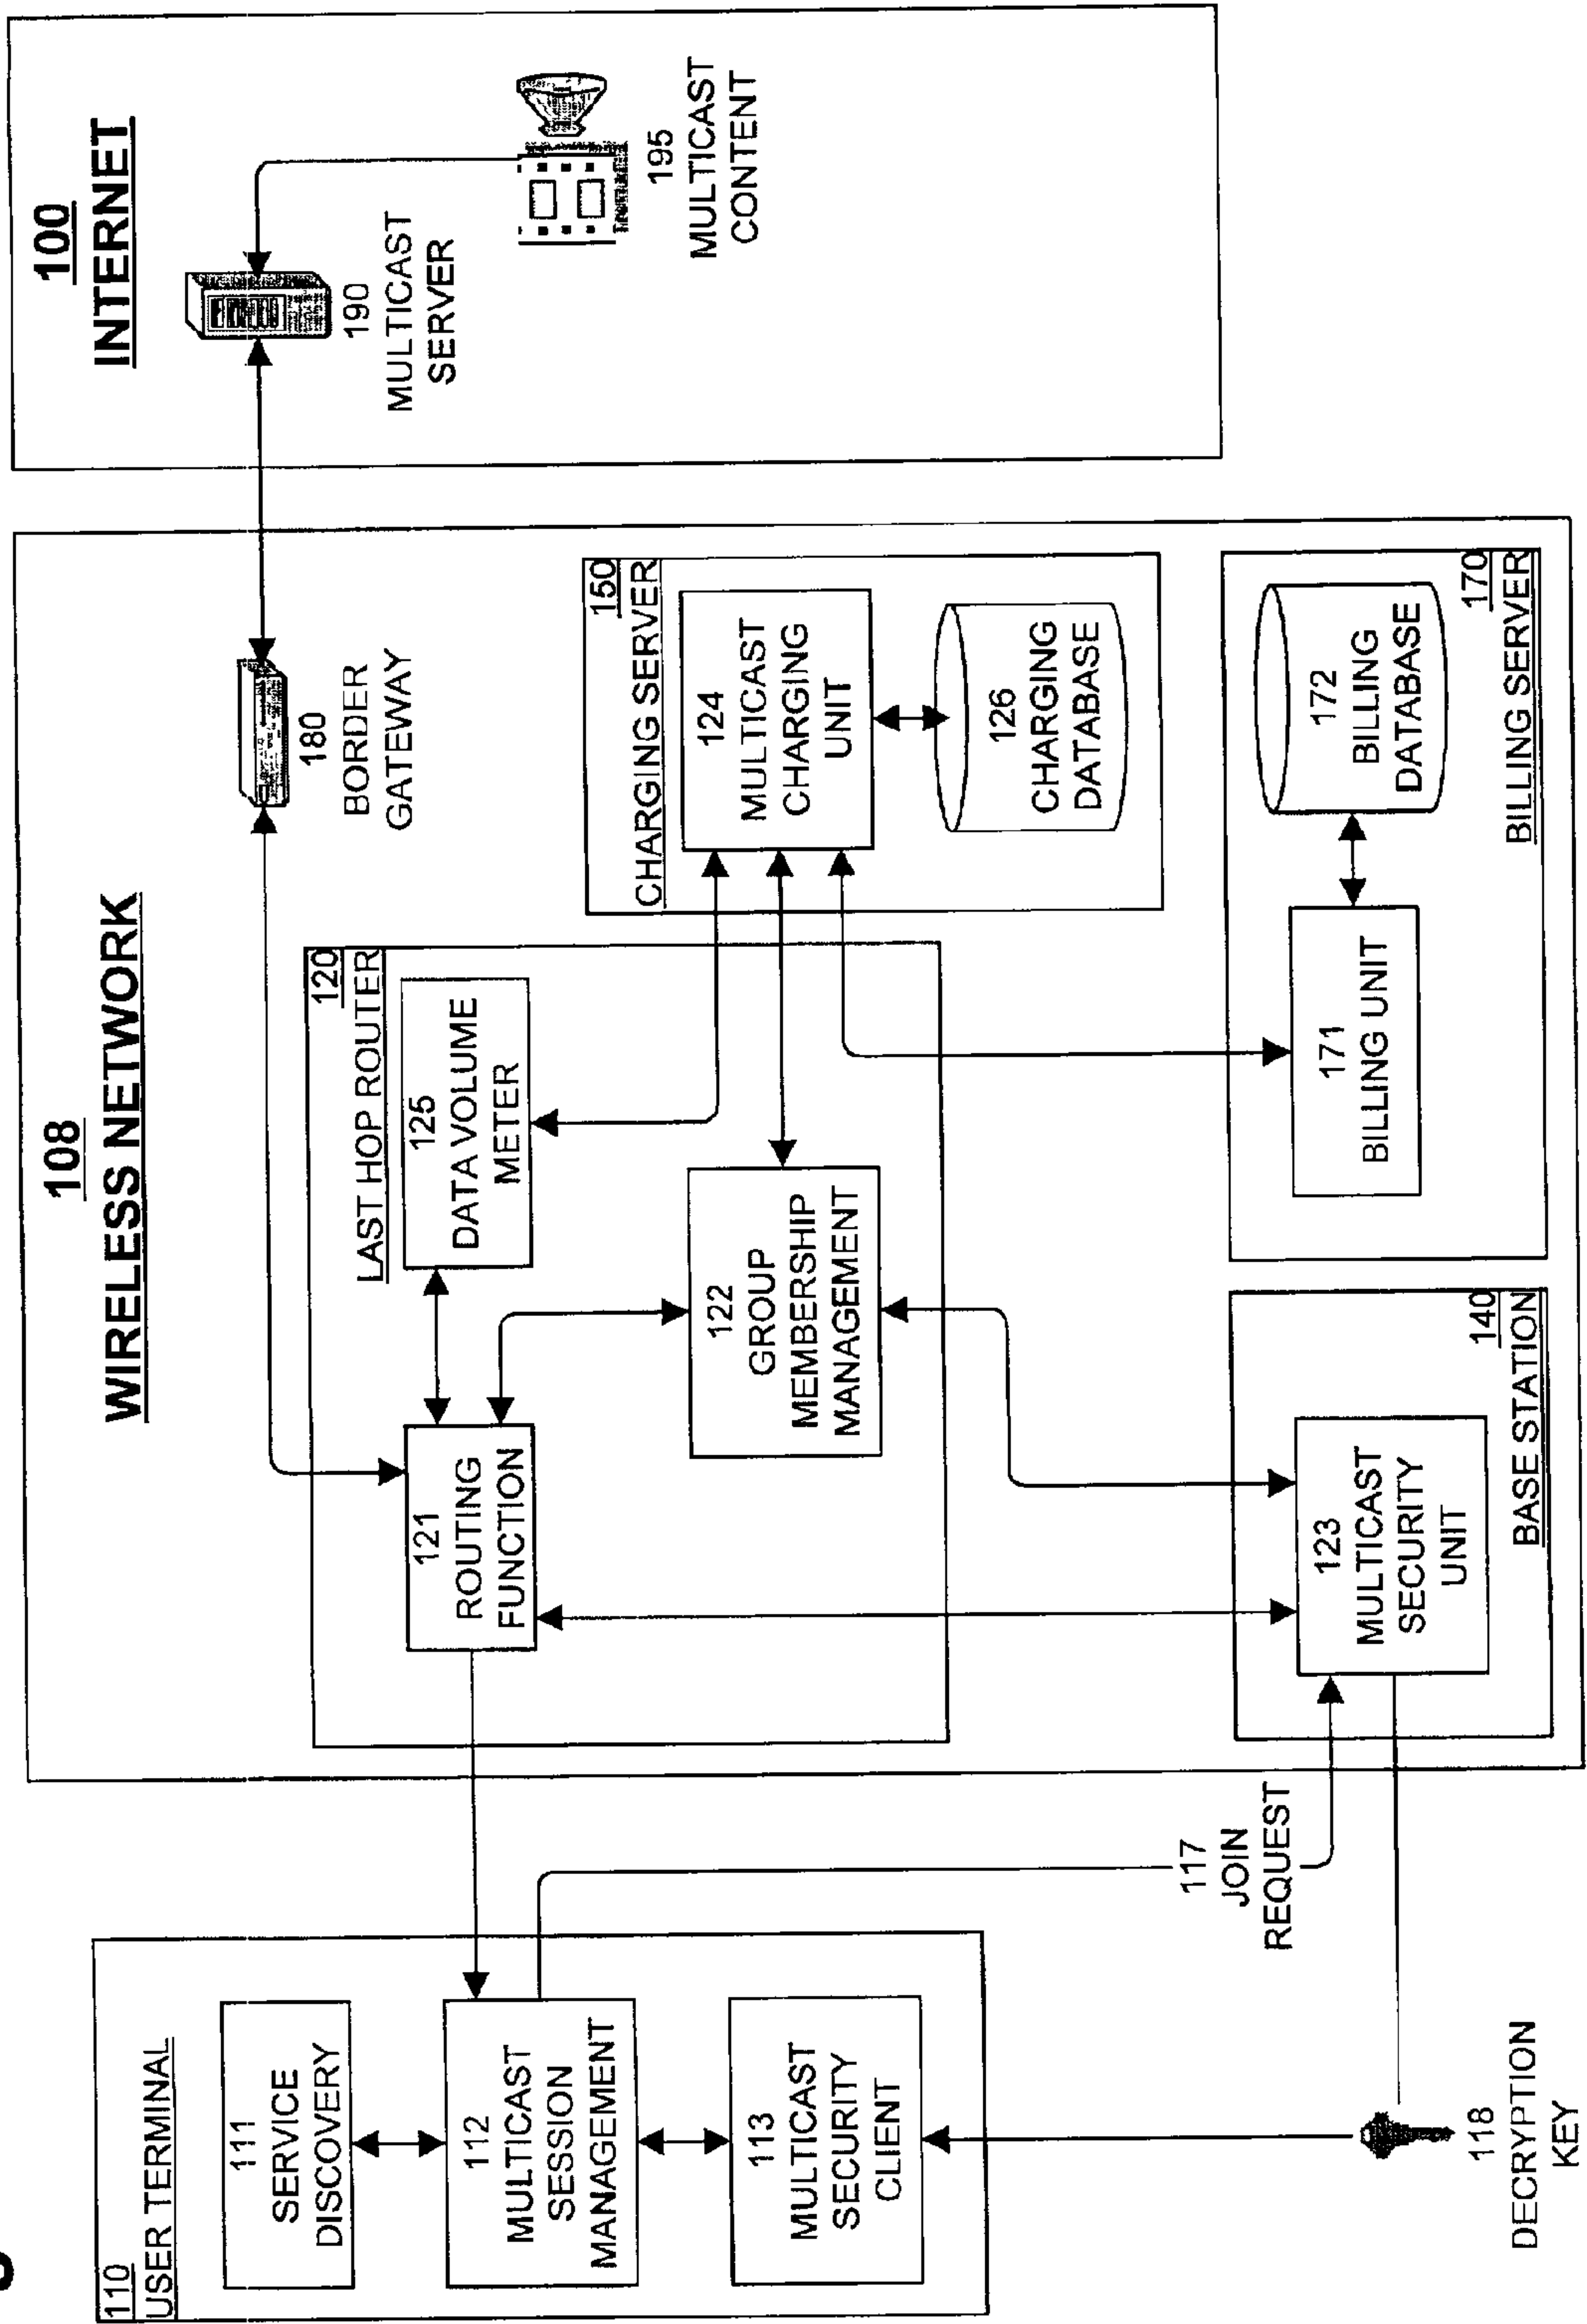 110
USER TERMINAL
111
SERVICE
DISCOVERY
112
MULTICAST
SESSION
MANAGEMENT
113
MULTICAST
SECURITY
CLIENT
118
DECRYPTION
KEY
117
JOIN
REQUEST
108
WIRELESS NETWORK
120
LAST HOP ROUTER
121
ROUTING
FUNCTION
125
DATA VOLUME
METER
122
GROUP
MEMBERSHIP
MANAGEMENT
140
BASE STATION
123
MULTICAST
SECURITY
UNIT
180
BORDER
GATEWAY
150
CHARGING SERVER
124
MULTICAST
CHARGING
UNIT
126
CHARGING
DATABASE
171
BILLING UNIT
172
BILLING
DATABASE
170
BILLING SERVER
100
INTERNET
190
MULTICAST
SERVER
195
MULTICAST
CONTENT